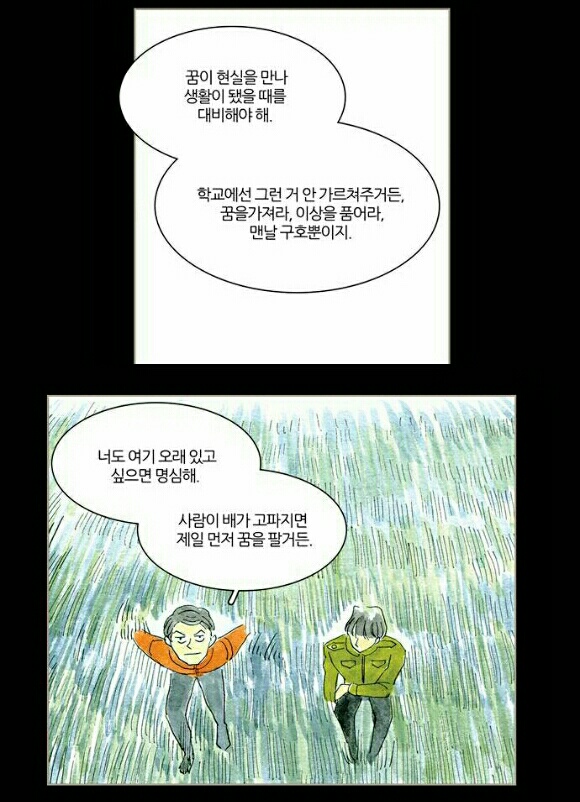 꿈이 현실을 만나
생활이 됐을 때를
대비해야 해.
학교에선 그런 거 안 가르쳐주거든,
꿈을가져라, 이상을 품어라,
맨날 구호뿐이지.
너도 여기 오래 있고
싶으면 명심해.
사람이 배가 고파지면
제일 먼저 꿈을 팔거든.